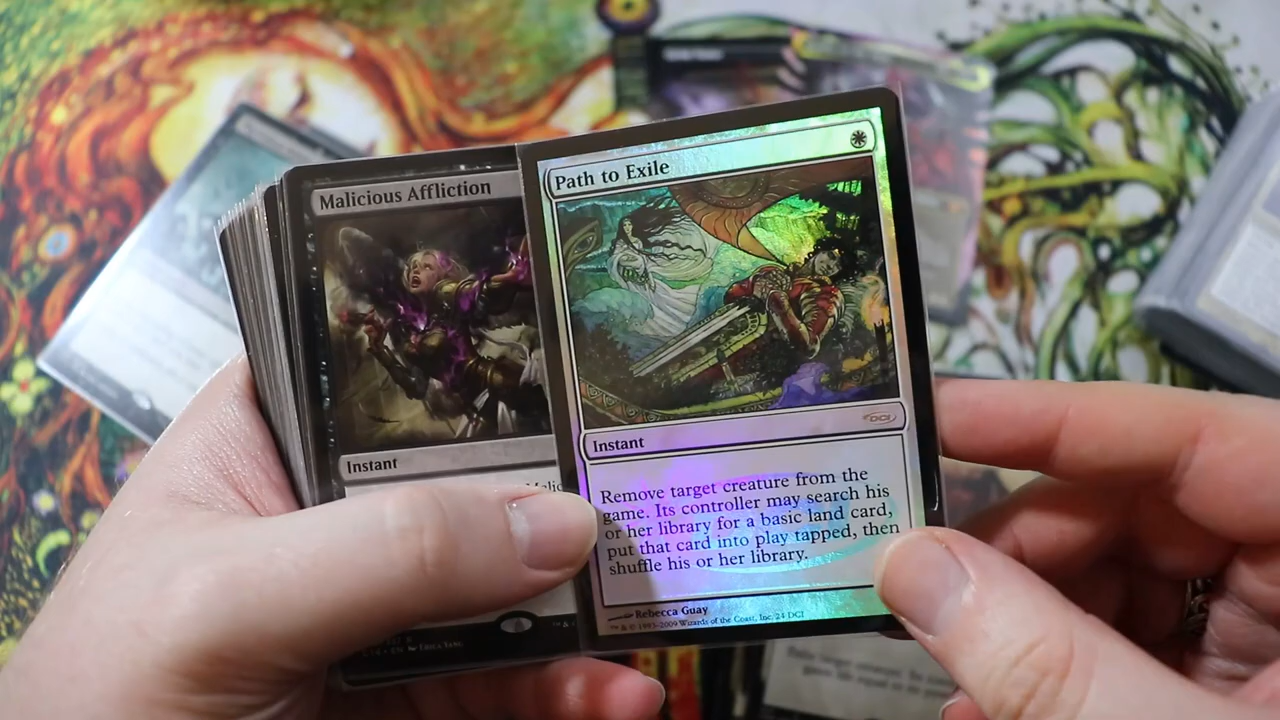 Malicious Affliction
Instant
Path to Exile
DCI
Instant
Remove target creature from the
game. Its controller may search his
or her library for a basic land card,
put that card into play tapped, then
shuffle his or her library.
Rebecca Guay
™ & © 1993-2009 Wizards of the Coast, Inc. 24 DCI